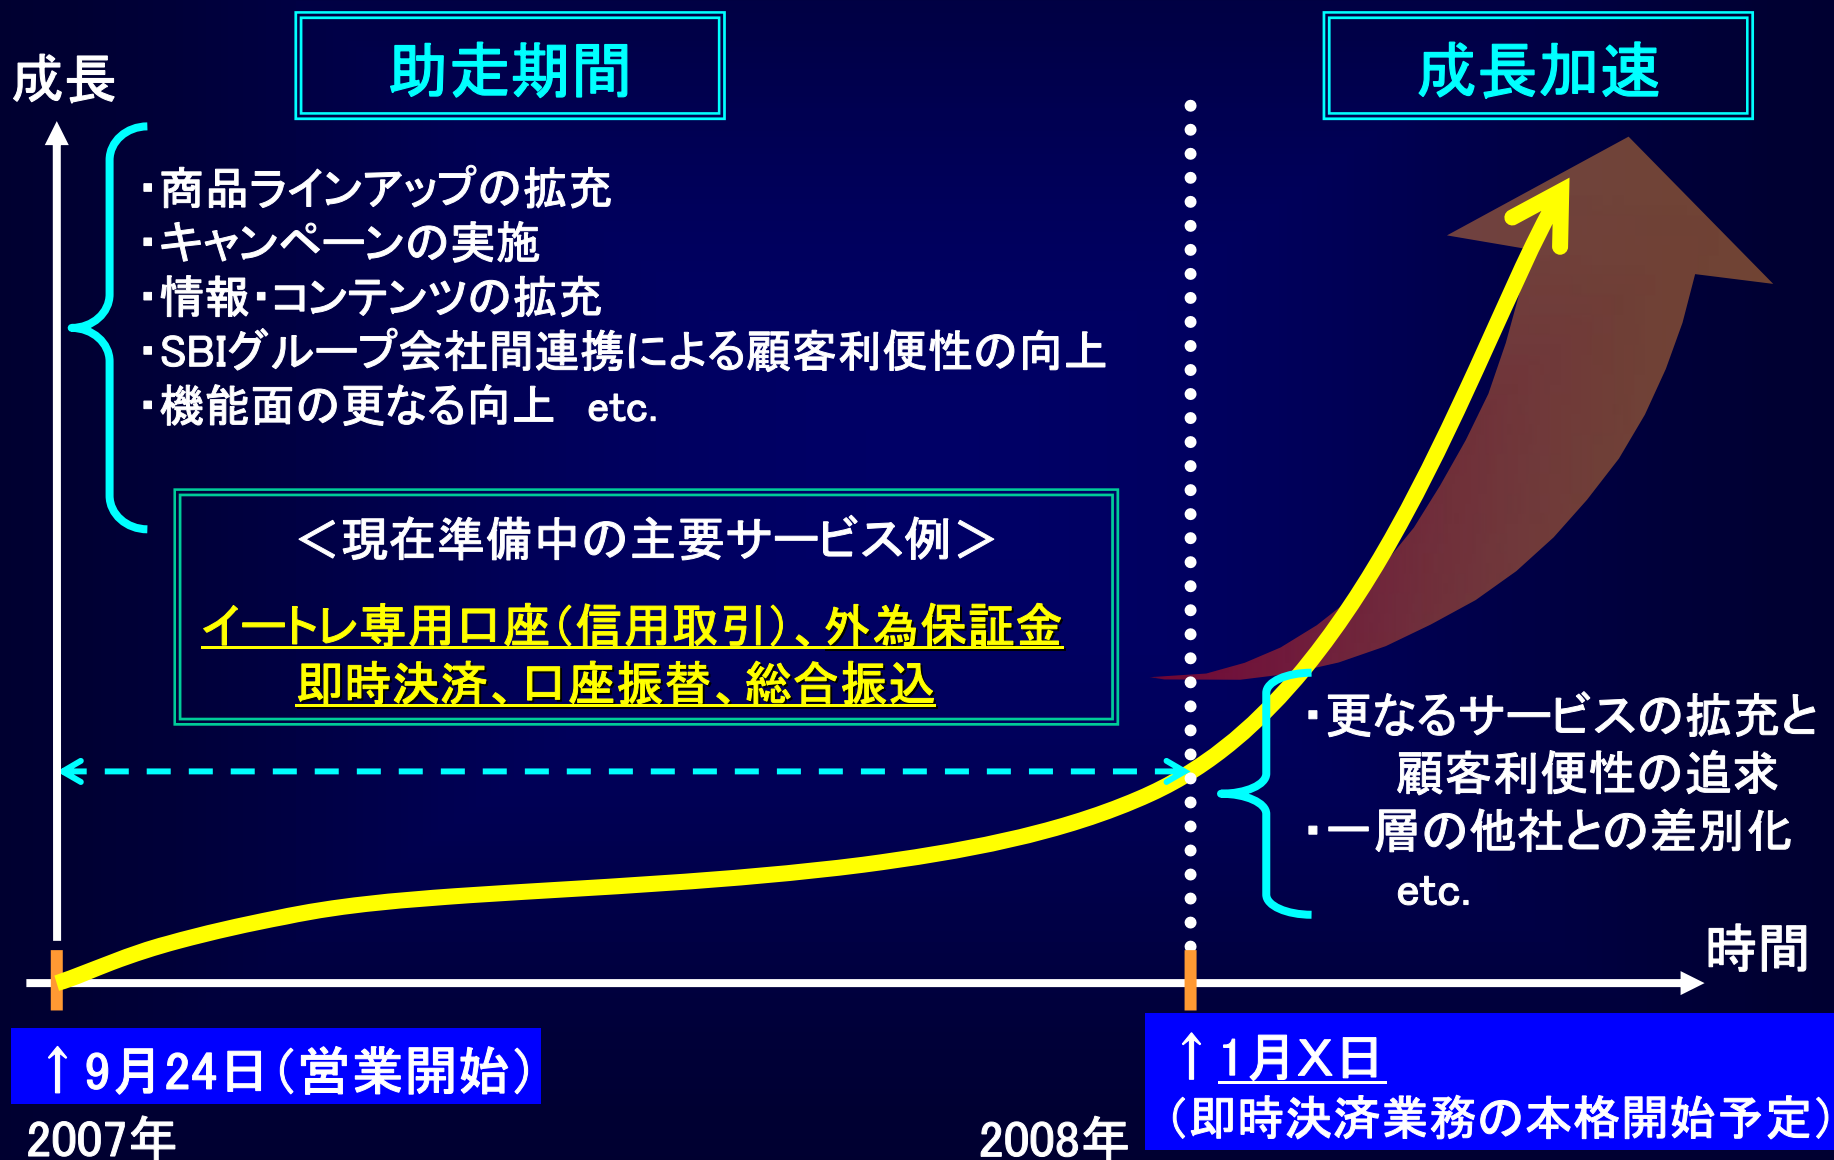 助走期間
成長加速
成長
・商品ラインアップの拡充
・キャンペーンの実施
・情報・コンテンツの拡充
・SBIグループ会社間連携による顧客利便性の向上
・機能面の更なる向上　etc.
＜現在準備中の主要サービス例＞
イートレ専用口座（信用取引）、外為保証金
即時決済、口座振替、総合振込
・更なるサービスの拡充と
顧客利便性の追求
・一層の他社との差別化
etc.
時間
↑9月24日（営業開始）
↑1月X日
（即時決済業務の本格開始予定）
2007年
2008年